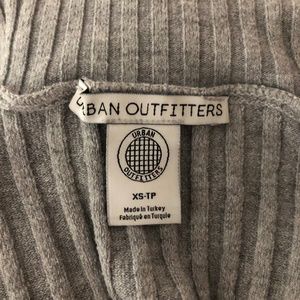 URBAN OUTFITTERS
URBAN
OUTFITTERS
XS-TP
Made in Turkey
Fabriqué en Turquie